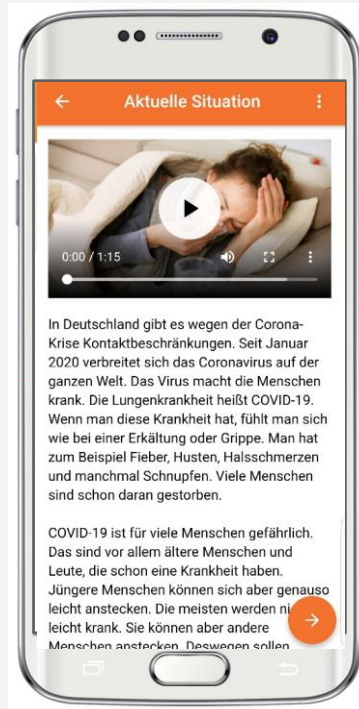 Aktuelle Situation
0:00 / 1:15
In Deutschland gibt es wegen der Corona-
Krise Kontaktbeschränkungen. Seit Januar
2020 verbreitet sich das Coronavirus auf der
ganzen Welt. Das Virus macht die Menschen
krank. Die Lungenkrankheit heißt COVID-19.
Wenn man diese Krankheit hat, fühlt man sich
wie bei einer Erkältung oder Grippe. Man hat
zum Beispiel Fieber, Husten, Halsschmerzen
und manchmal Schnupfen. Viele Menschen
sind schon daran gestorben.
COVID-19 ist für viele Menschen gefährlich.
Das sind vor allem ältere Menschen und
Leute, die schon eine Krankheit haben.
Jüngere Menschen können sich aber genauso
leicht anstecken. Die meisten werden
leicht krank. Sie können aber andere
Menschen anstecken. Deswegen sollen